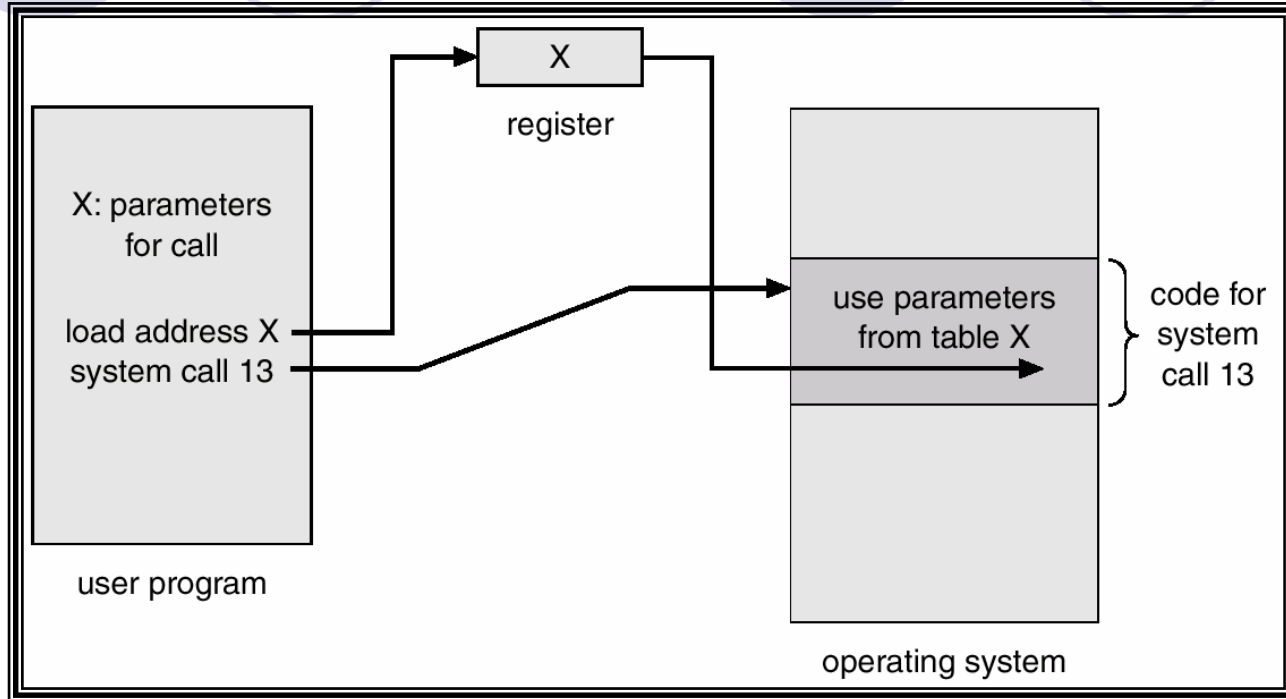 X
register
X: parameters
for call
load address X
system call 13
user program
use parameters
from table X
code for
system
call 13
operating system